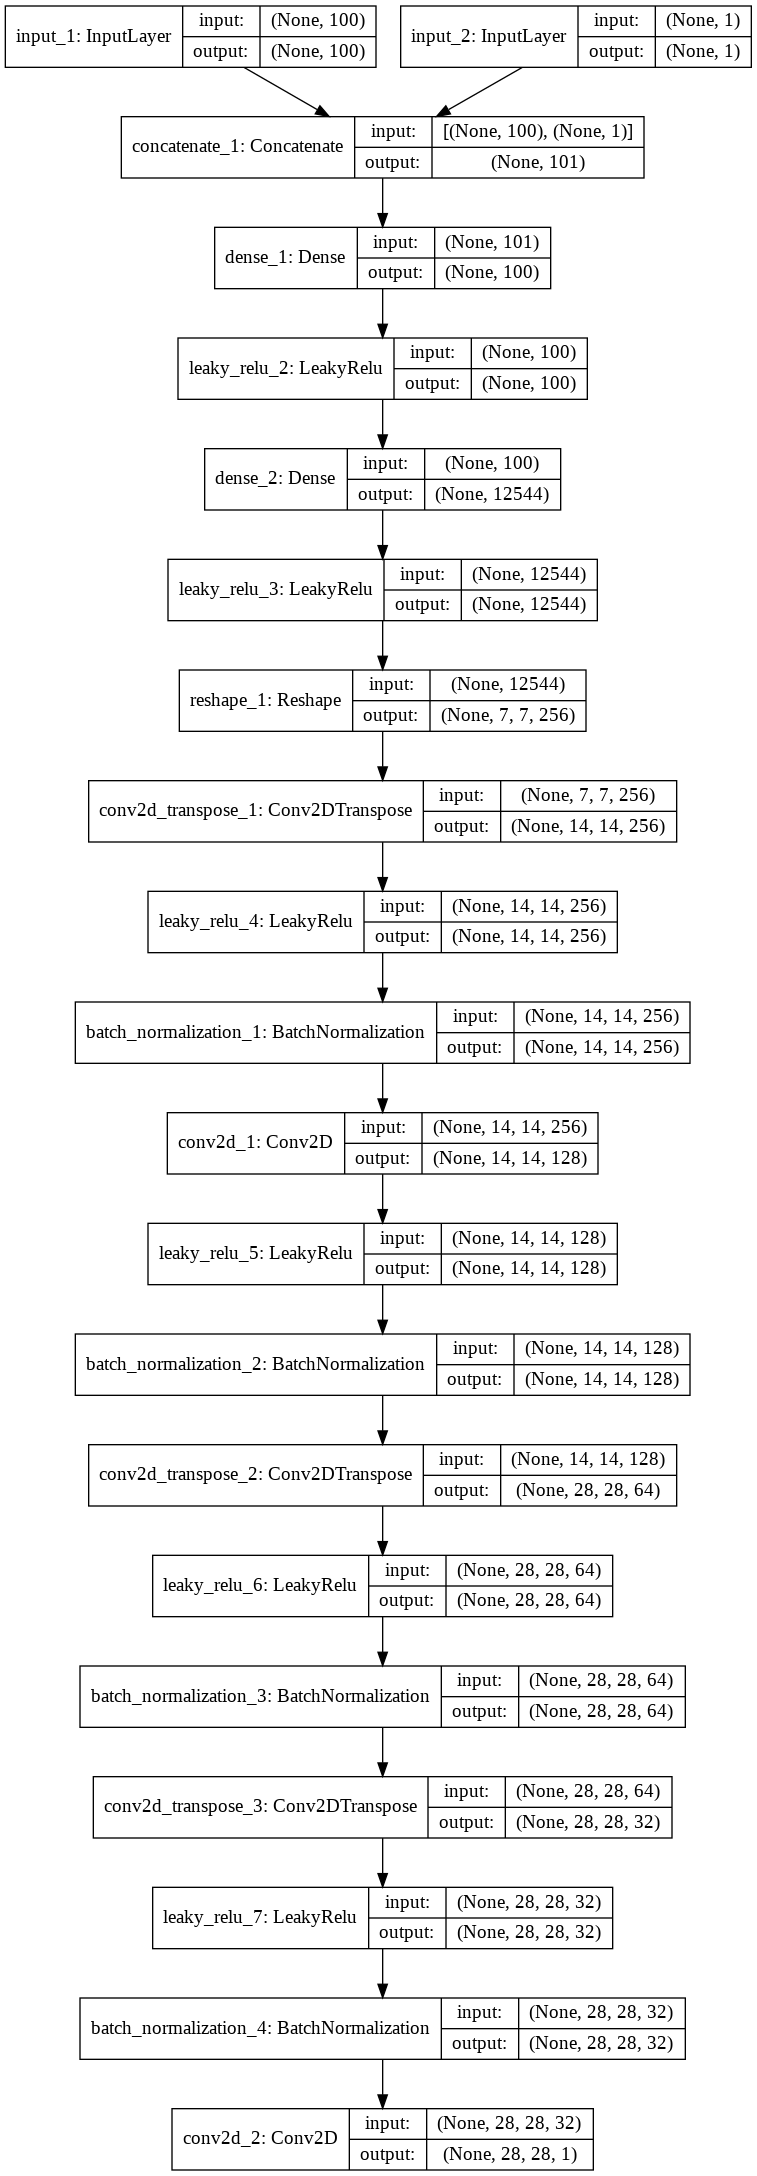 input_1: InputLayer
input: (None, 100)
output: (None, 100)
input_2: InputLayer
input: (None, 1)
output: (None, 1)
concatenate_1: Concatenate
input: [(None, 100), (None, 1)]
output: (None, 101)
dense_1: Dense
input: (None, 101)
output: (None, 100)
leaky_relu_2: LeakyRelu
input: (None, 100)
output: (None, 100)
dense_2: Dense
input: (None, 100)
output: (None, 12544)
leaky_relu_3: LeakyRelu
input: (None, 12544)
output: (None, 12544)
reshape_1: Reshape
input: (None, 12544)
output: (None, 7, 7, 256)
conv2d_transpose_1: Conv2DTranspose
input: (None, 7, 7, 256)
output: (None, 14, 14, 256)
leaky_relu_4: LeakyRelu
input: (None, 14, 14, 256)
output: (None, 14, 14, 256)
batch_normalization_1: BatchNormalization
input: (None, 14, 14, 256)
output: (None, 14, 14, 256)
conv2d_1: Conv2D
input: (None, 14, 14, 256)
output: (None, 14, 14, 128)
leaky_relu_5: LeakyRelu
input: (None, 14, 14, 128)
output: (None, 14, 14, 128)
batch_normalization_2: BatchNormalization
input: (None, 14, 14, 128)
output: (None, 14, 14, 128)
conv2d_transpose_2: Conv2DTranspose
input: (None, 14, 14, 128)
output: (None, 28, 28, 64)
leaky_relu_6: LeakyRelu
input: (None, 28, 28, 64)
output: (None, 28, 28, 64)
batch_normalization_3: BatchNormalization
input: (None, 28, 28, 64)
output: (None, 28, 28, 64)
conv2d_transpose_3: Conv2DTranspose
input: (None, 28, 28, 64)
output: (None, 28, 28, 32)
leaky_relu_7: LeakyRelu
input: (None, 28, 28, 32)
output: (None, 28, 28, 32)
batch_normalization_4: BatchNormalization
input: (None, 28, 28, 32)
output: (None, 28, 28, 32)
conv2d_2: Conv2D
input: (None, 28, 28, 32)
output: (None, 28, 28, 1)